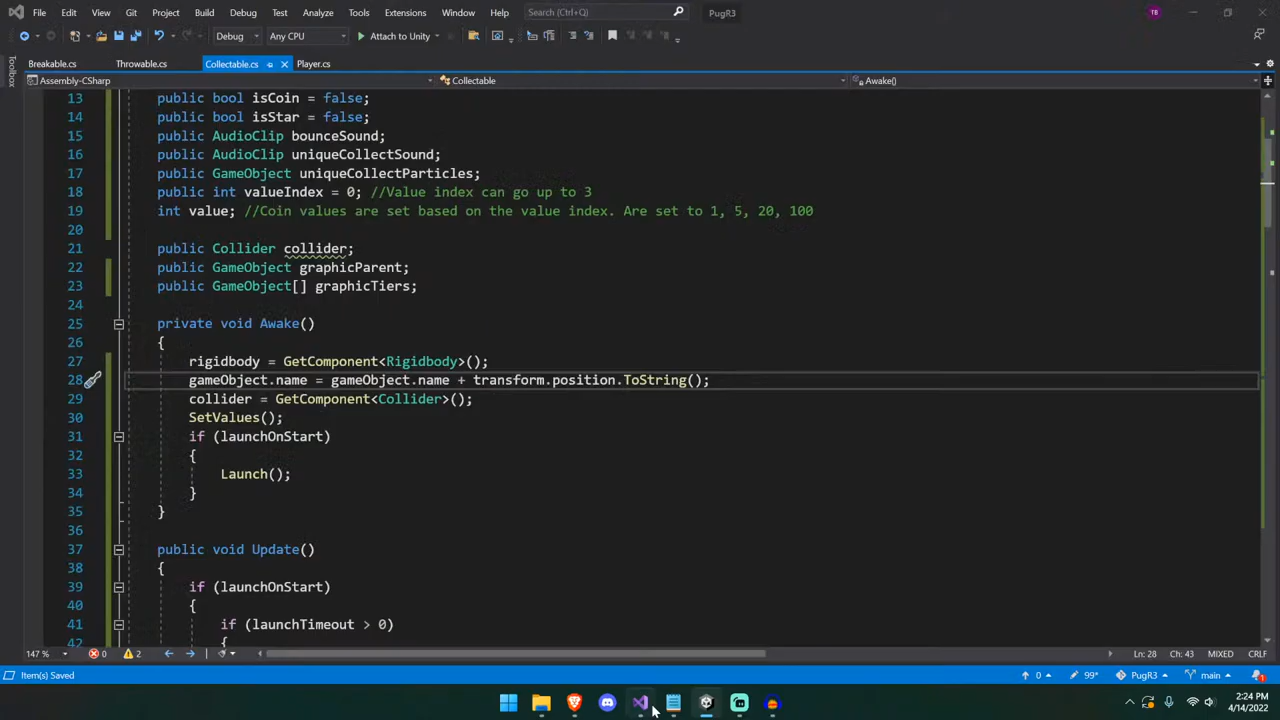 File Edit View Git Project Build Debug Test Analyze Tools Extensions Window Help Search (Ctrl+Q) PugR3 TB
Debug Any CPU Attach to Unity
Toolbox
Breakable.cs Throwable.cs Collectable.cs Player.cs
Assembly-CSharp Collectable Awake()
13 public bool isCoin = false;
14 public bool isStar = false;
15 public AudioClip bounceSound;
16 public AudioClip uniqueCollectSound;
17 public GameObject uniqueCollectParticles;
18 public int valueIndex = 0; //Value index can go up to 3
19 int value; //Coin values are set based on the value index. Are set to 1, 5, 20, 100
20
21 public Collider collider;
22 public GameObject graphicParent;
23 public GameObject[] graphicTiers;
24
25 private void Awake()
26 {
27 rigidbody = GetComponent<Rigidbody>();
28 gameObject.name = gameObject.name + transform.position.ToString();
29 collider = GetComponent<Collider>();
30 SetValues();
31 if (launchOnStart)
32 {
33 Launch();
34 }
35 }
36
37 public void Update()
38 {
39 if (launchOnStart)
40 {
41 if (launchTimeout > 0)
42 {
147 % 0 2 Ln: 28 Ch: 43 MIXED CRLF
Item(s) Saved 0 99* PugR3 main 1
2:24 PM
4/14/2022